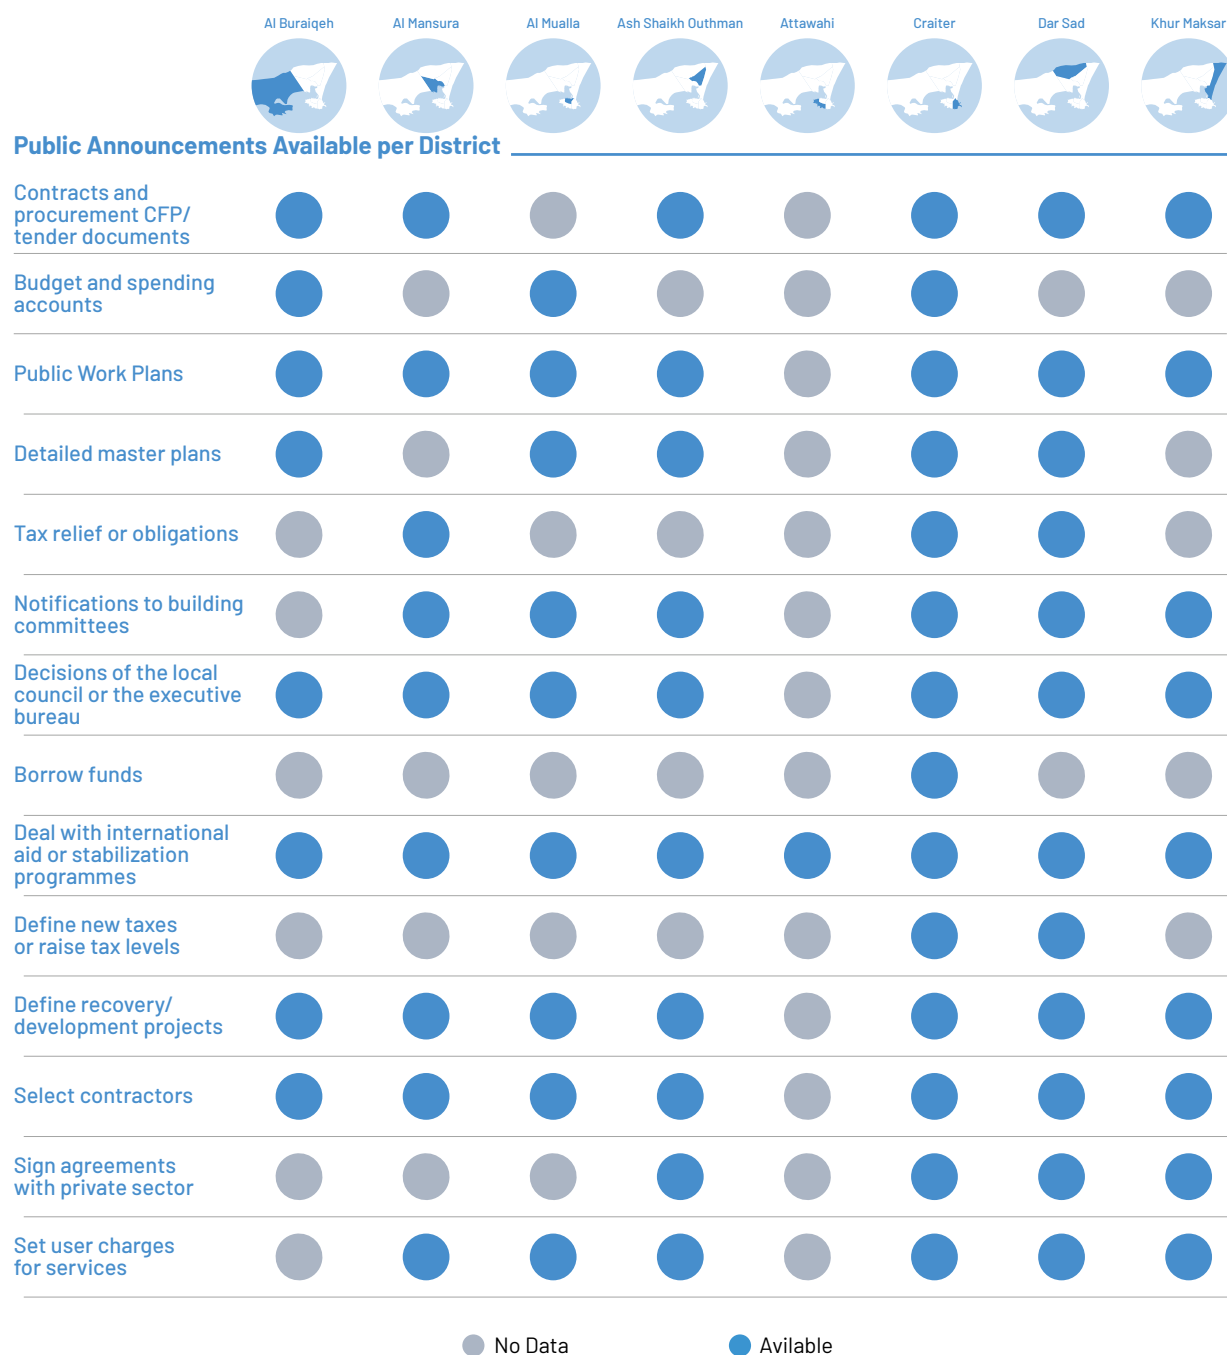 Al Buraiqeh Al Mansura Al Mualla Ash Shaikh Outhman Attawahi Craiter Dar Sad Khur Maksar
Public Announcements Available per District
Contracts and
procurement CFP/
tender documents
Budget and spending
accounts
Public Work Plans
Detailed master plans
Tax relief or obligations
Notifications to building
committees
Decisions of the local
council or the executive
bureau
Borrow funds
Deal with international
aid or stabilization
programmes
Define new taxes
or raise tax levels
Define recovery/
development projects
Select contractors
Sign agreements
with private sector
Set user charges
for services
No Data Avilable